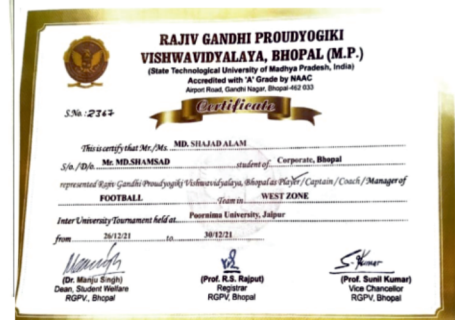 RAJIV GANDHI PROUDYOGIKI
VISHWAVIDYALAYA, BHOPAL (M.P.)
(State Technological University of Madhya Pradesh, India)
Accredited with 'A' Grade by NAAC
Airport Road, Gandhi Nagar, Bhopal-462 033
Certificate
S.No.: 2367
This is certify that Mr./Ms. MD. SHAJAD ALAM
S/o. /D/o. Mr. MD.SHAMSAD student of Corporate, Bhopal
represented Rajiv Gandhi Proudyogiki Vishwavidyalaya, Bhopal as Player / Captain / Coach / Manager of
FOOTBALL Team in WEST ZONE
Inter University Tournament held at Poornima University, Jaipur
from 26/12/21 to 30/12/21
(Dr. Manju Singh) (Prof. R.S. Rajput) (Prof. Sunil Kumar)
Dean, Student Welfare Registrar Vice Chancellor
RGPV., Bhopal RGPV, Bhopal RGPV, Bhopal